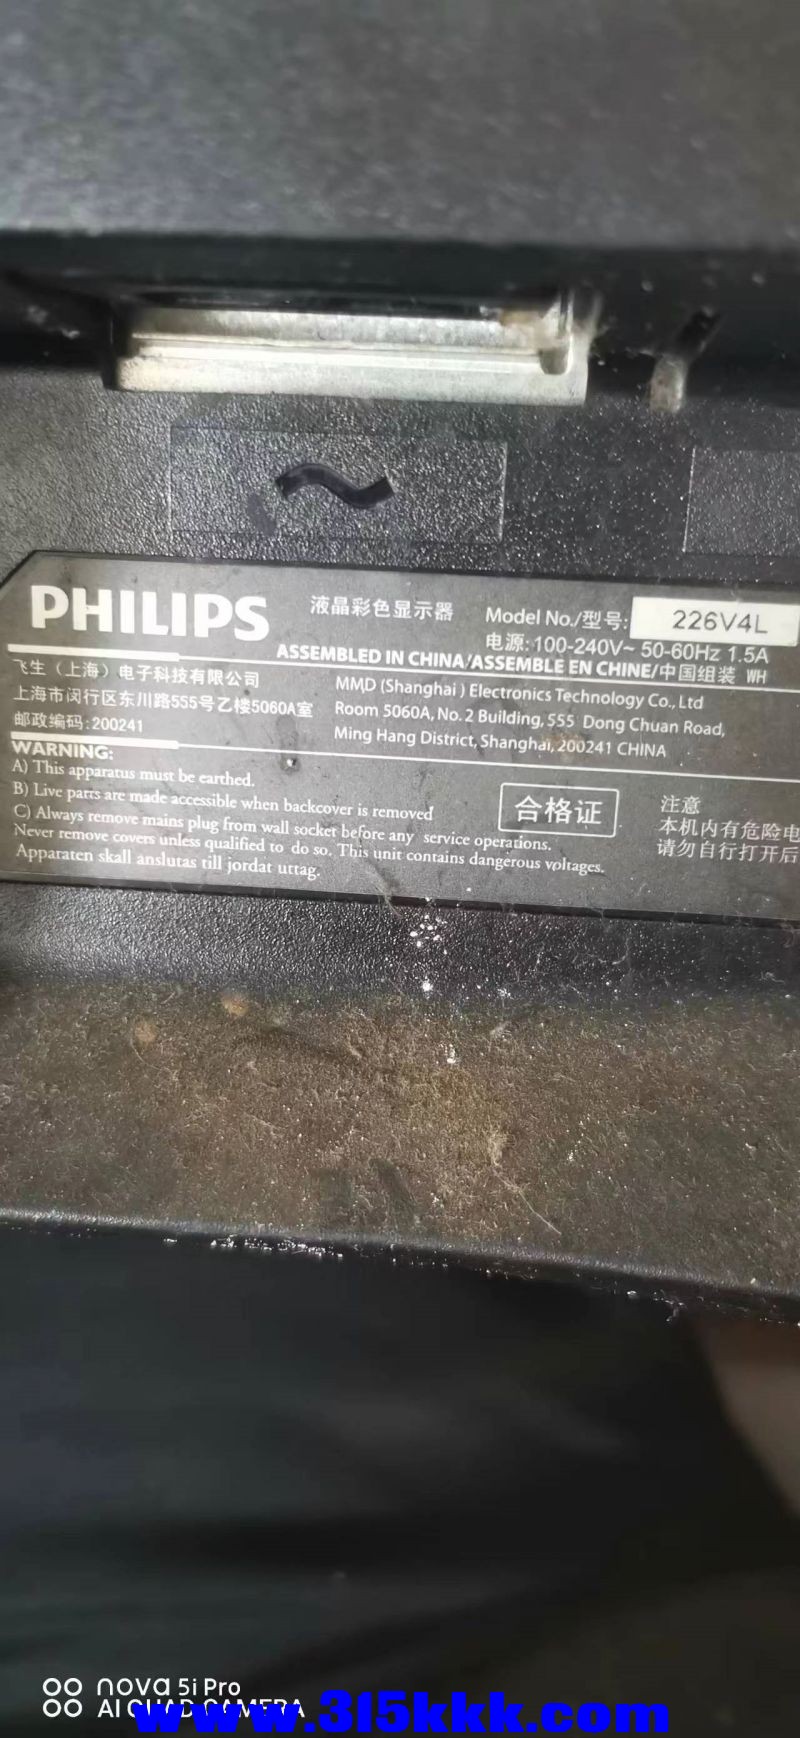 ~
PHILIPS
液晶彩色显示器
Model No./型号: 226V4L
电源:100-240V~ 50-60Hz 1.5A
ASSEMBLED IN CHINA/ASSEMBLE EN CHINE/中国组装 WH
飞生（上海）电子科技有限公司
上海市闵行区东川路555号乙楼5060A室
邮政编码:200241
MMD (Shanghai) Electronics Technology Co., Ltd
Room 5060A, No. 2 Building, 555 Dong Chuan Road,
Ming Hang District, Shanghai, 200241 CHINA
WARNING:
A) This apparatus must be earthed.
B) Live parts are made accessible when backcover is removed
C) Always remove mains plug from wall socket before any service operations.
Never remove covers unless qualified to do so. This unit contains dangerous voltages.
Apparaten skall anslutas till jordat uttag.
合格证
注意
本机内有危险电
请勿自行打开后
nova 5i Pro
AI QUAD CAMERA
www.315kkk.com